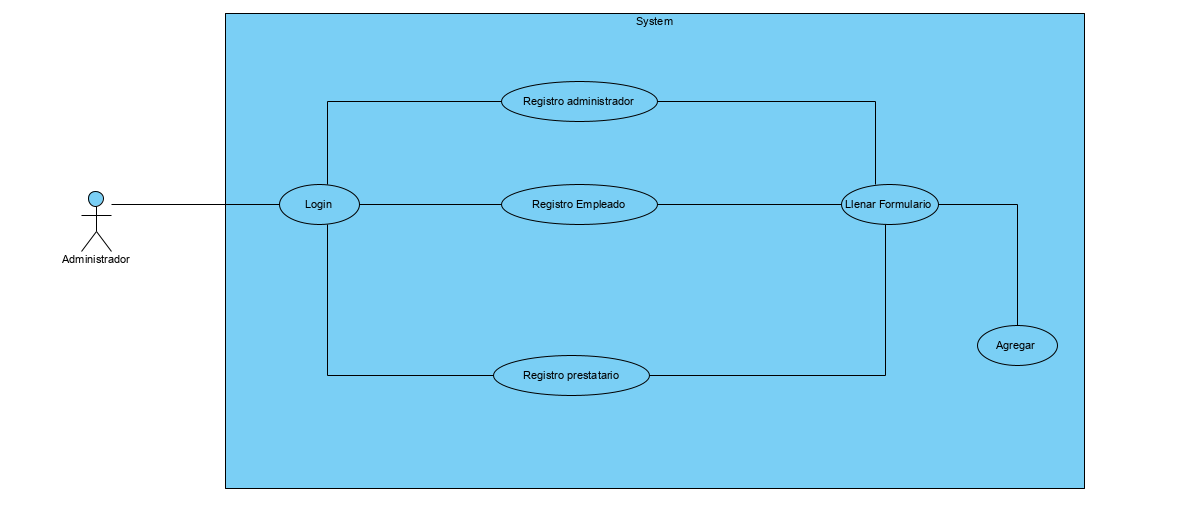 System
Registro administrador
Login
Registro Empleado
Llenar Formulario
Administrador
Agregar
Registro prestatario